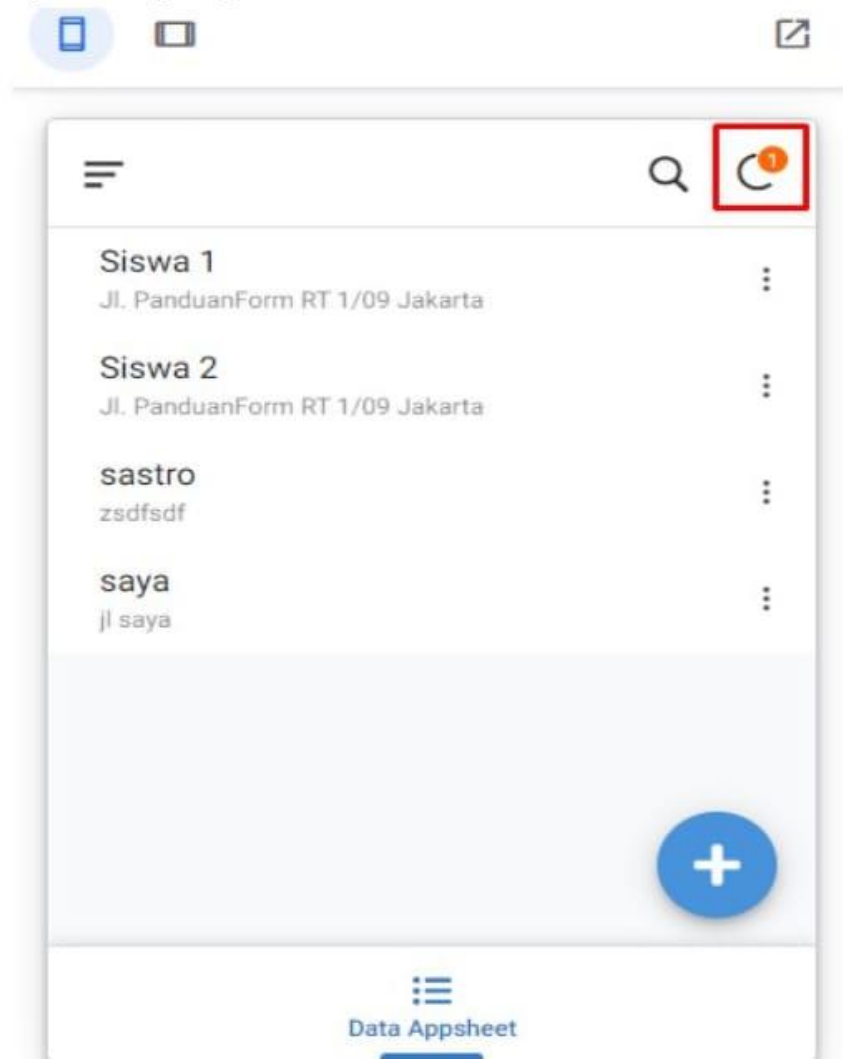 1
Siswa 1
Jl. PanduanForm RT 1/09 Jakarta
Siswa 2
Jl. PanduanForm RT 1/09 Jakarta
sastro
zsdfsdf
saya
jl saya
Data Appsheet